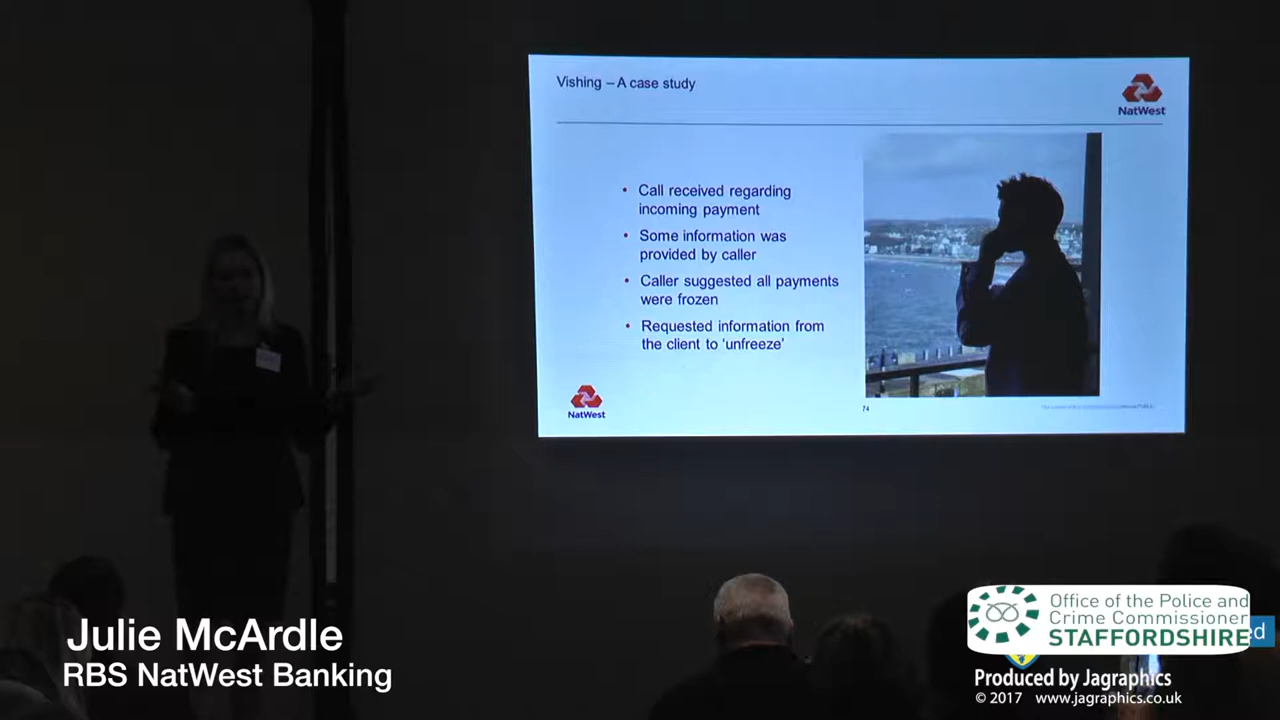 Vishing – A case study
NatWest
• Call received regarding
incoming payment
• Some information was
provided by caller
• Caller suggested all payments
were frozen
• Requested information from
the client to ‘unfreeze’
NatWest
74
Julie McArdle
RBS NatWest Banking
Office of the Police and
Crime Commissioner
STAFFORDSHIRE
ed
Produced by Jagraphics
© 2017 www.jagraphics.co.uk